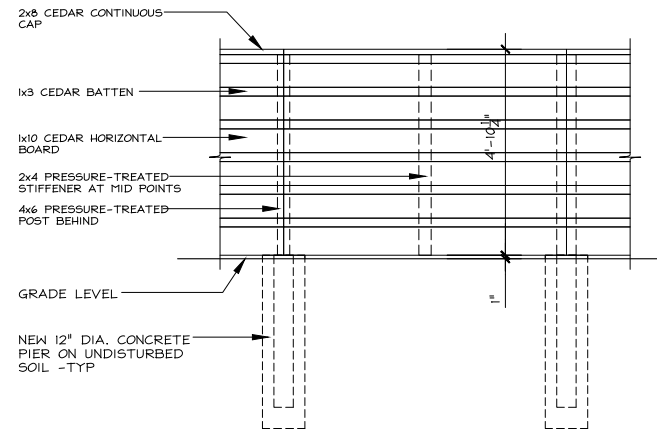 2x8 CEDAR CONTINUOUS
CAP
1x3 CEDAR BATTEN
1x10 CEDAR HORIZONTAL
BOARD
2x4 PRESSURE-TREATED
STIFFENER AT MID POINTS
4x6 PRESSURE-TREATED
POST BEHIND
GRADE LEVEL
NEW 12" DIA. CONCRETE
PIER ON UNDISTURBED
SOIL -TYP
4'-10 1/4"
1"